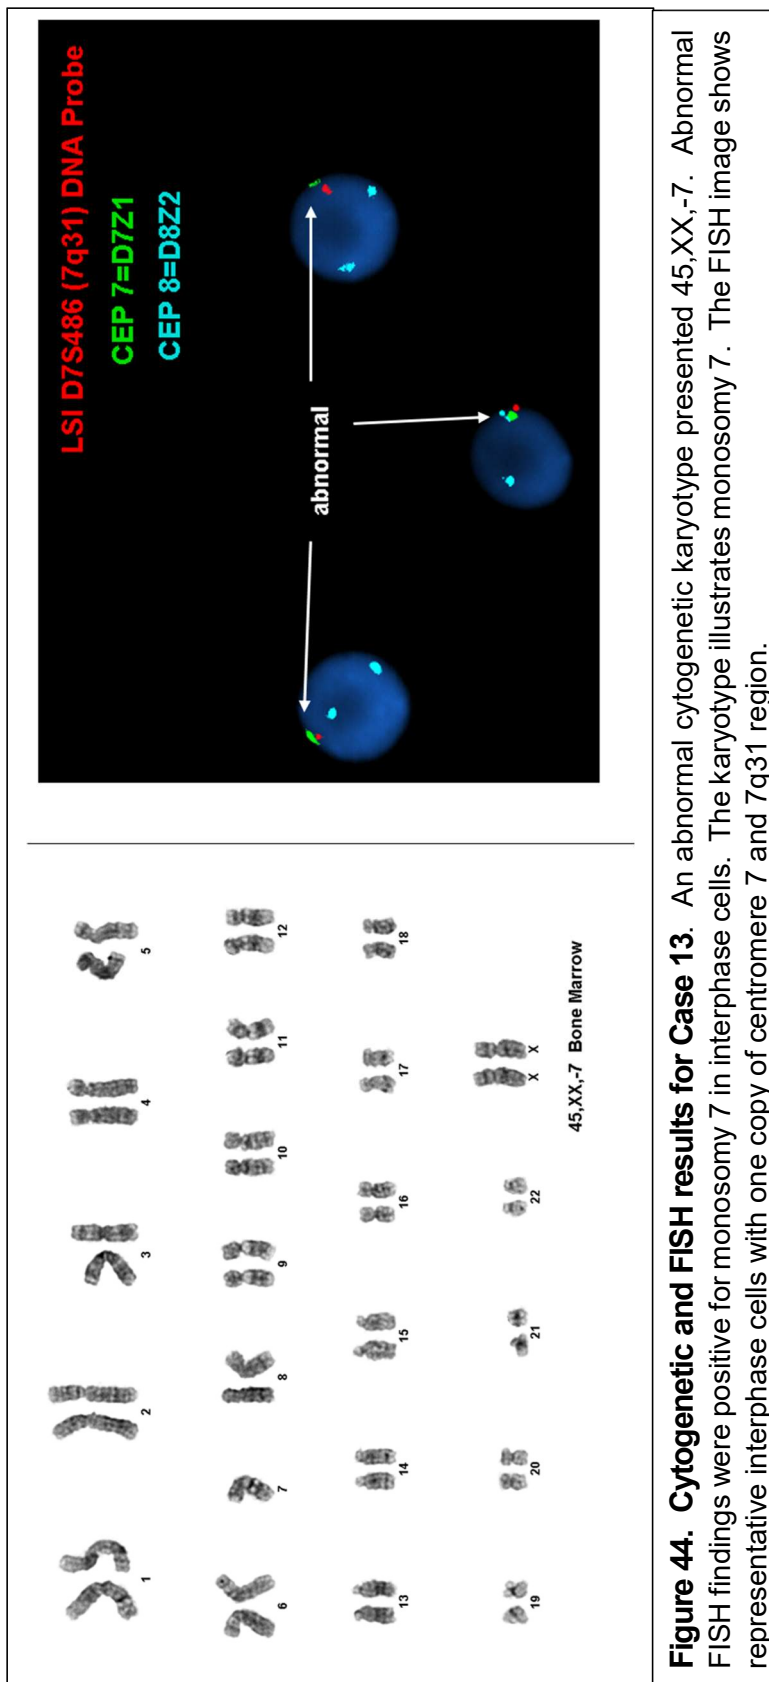 1
2
3
4
5
6
7
8
9
10
11
12
13
14
15
16
17
18
19
20
21
22
X X
45,XX,-7 Bone Marrow
LSI D7S486 (7q31) DNA Probe
CEP 7=D7Z1
CEP 8=D8Z2
abnormal
Figure 44. Cytogenetic and FISH results for Case 13. An abnormal cytogenetic karyotype presented 45,XX,-7. Abnormal
FISH findings were positive for monosomy 7 in interphase cells. The karyotype illustrates monosomy 7. The FISH image shows
representative interphase cells with one copy of centromere 7 and 7q31 region.